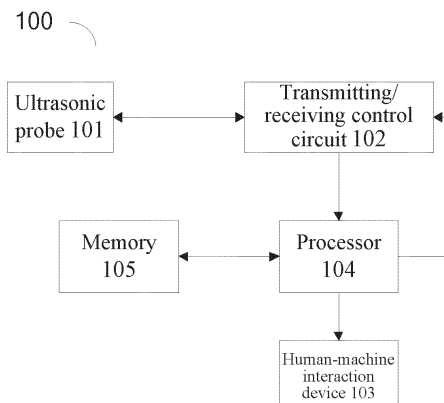 100
Ultrasonic
probe 101
Transmitting/
receiving control
circuit 102
Memory
105
Processor
104
Human-machine
interaction
device 103